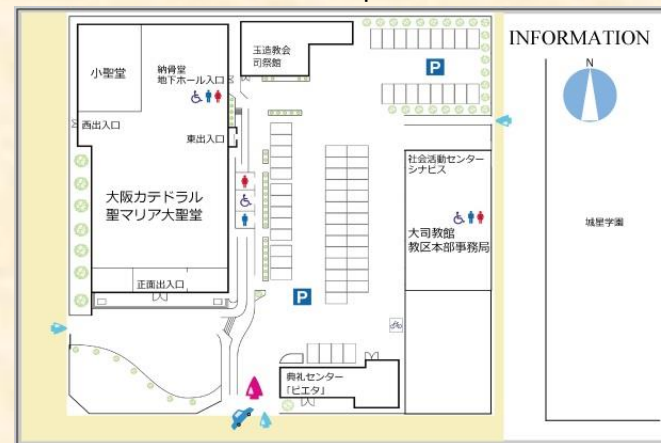 INFORMATION
N
小聖堂
納骨堂
地下ホール入口
玉造教会
司祭館
P
西出入口
東出入口
大阪カテドラル
聖マリア大聖堂
正面出入口
社会活動センター
シナピス
大司教館
教区本部事務局
城星学園
P
典礼センター
「ピエタ」